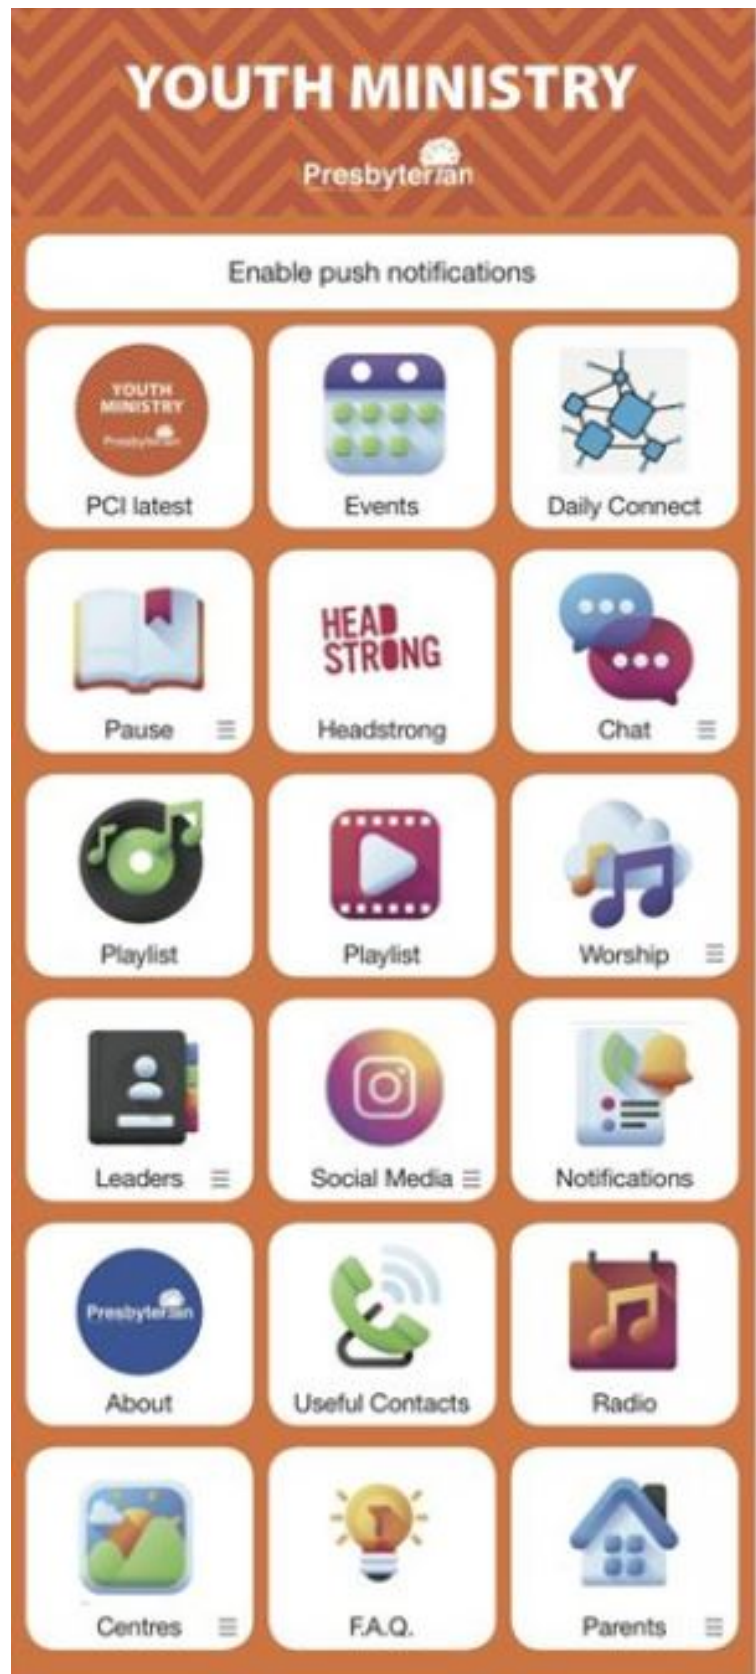 YOUTH MINISTRY
Presbyterian
Enable push notifications
YOUTH
MINISTRY
Presbyterian
PCI latest
Events
Daily Connect
Pause
HEAD
STRONG
Headstrong
Chat
Playlist
Playlist
Worship
Leaders
Social Media
Notifications
Presbyterian
About
Useful Contacts
Radio
Centres
F.A.Q.
Parents